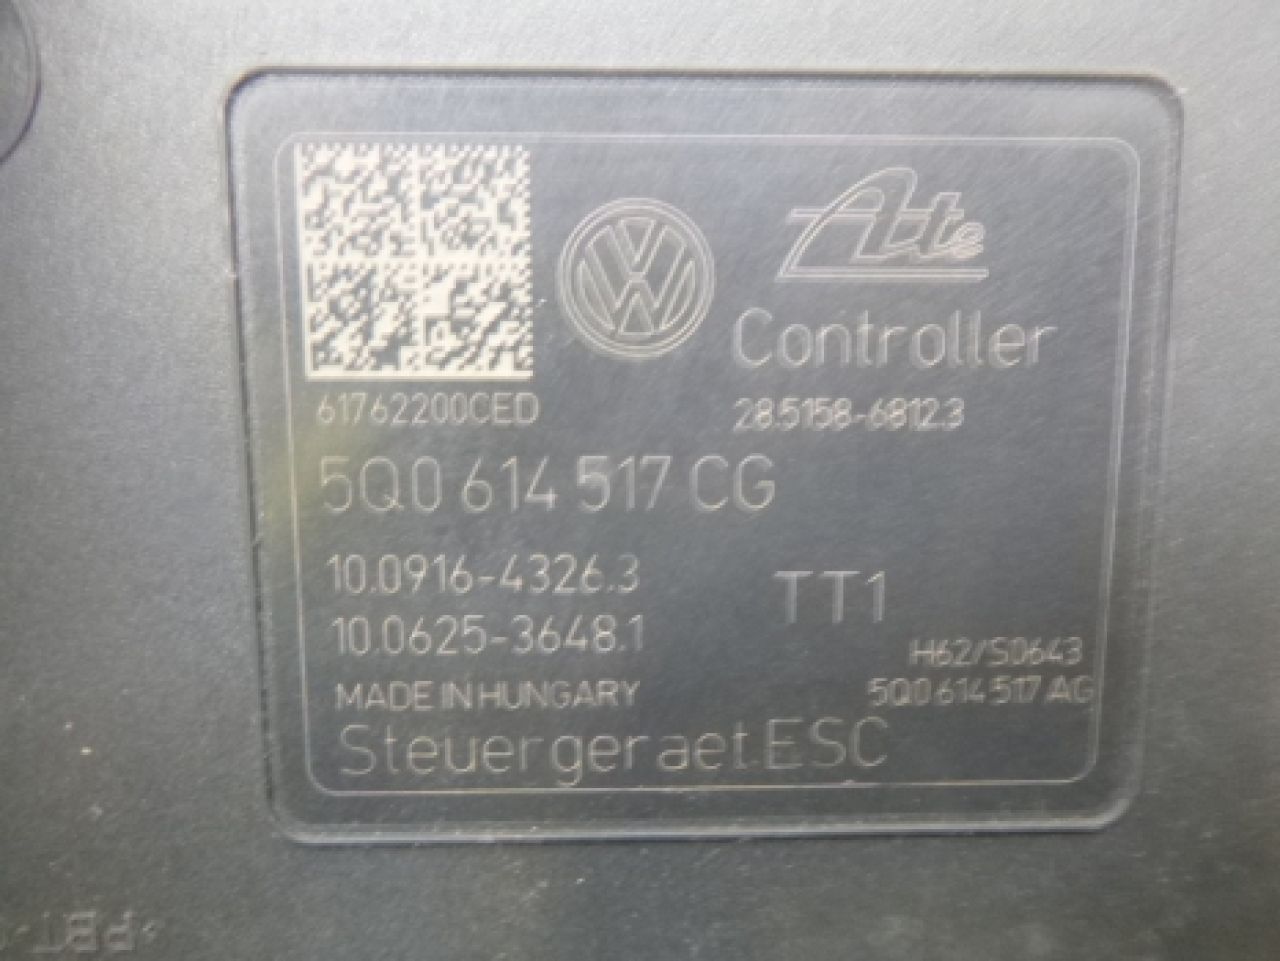 Ate
Controller
61762200CED
28.5158-6812.3
5Q0 614 517 CG
10.0916-4326.3
TT1
10.0625-3648.1
H62/S0643
MADE IN HUNGARY
5Q0 614 517 AG
Steuergeraet ESC
>PBT-